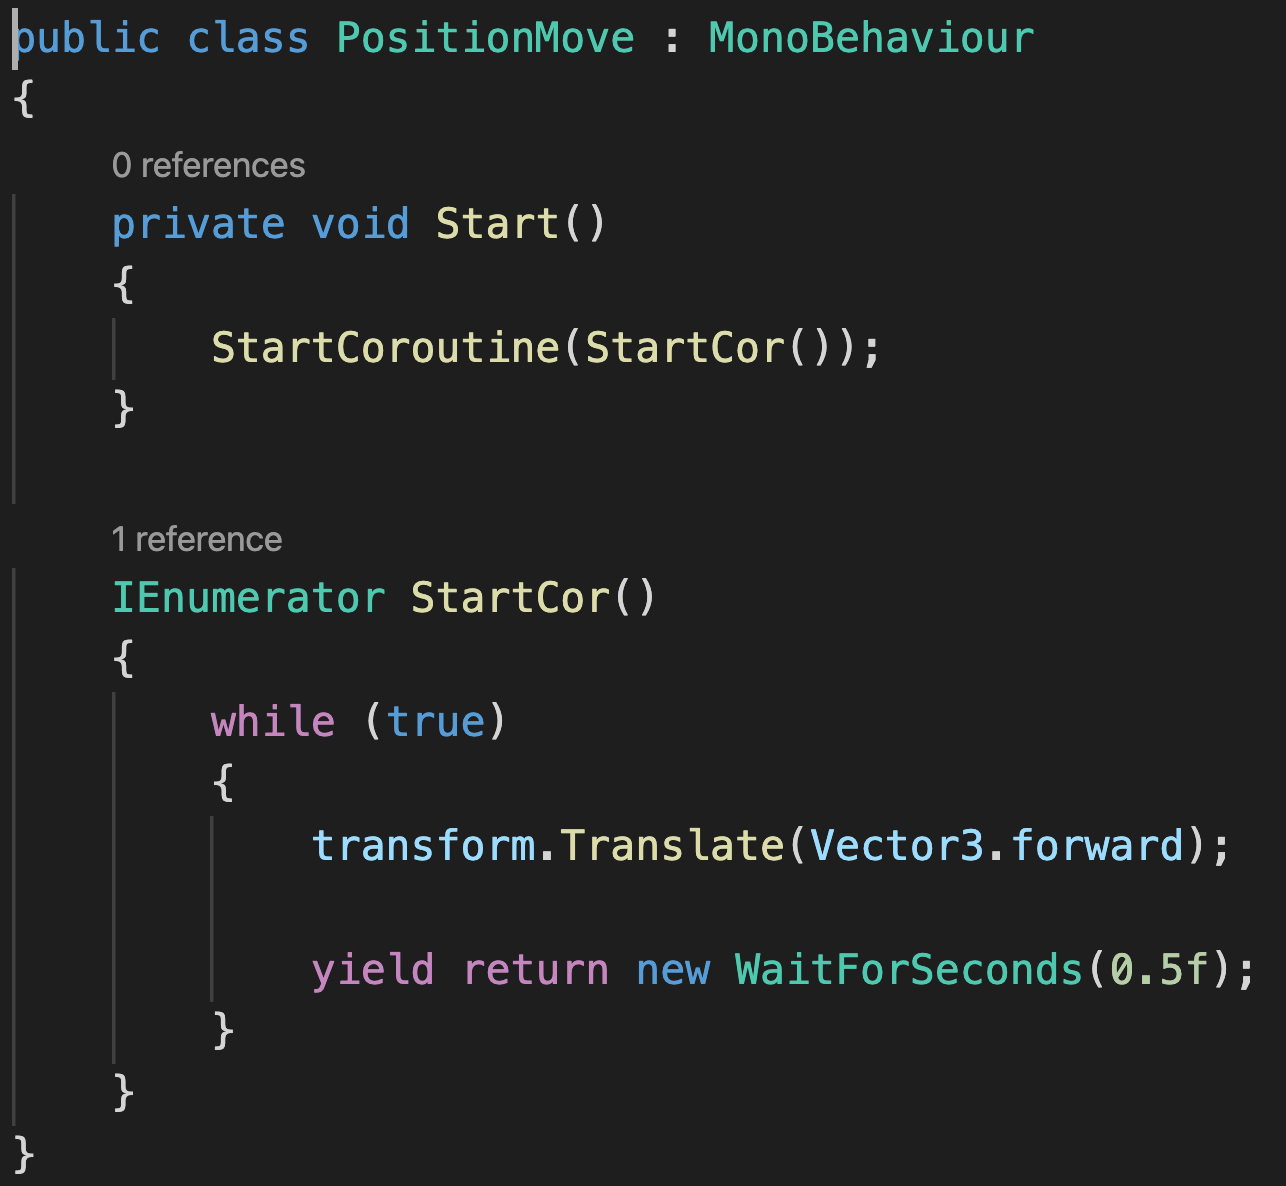 public class PositionMove : MonoBehaviour
{
0 references
private void Start()
{
StartCoroutine(StartCor());
}
1 reference
IEnumerator StartCor()
{
while (true)
{
transform.Translate(Vector3.forward);
yield return new WaitForSeconds(0.5f);
}
}
}